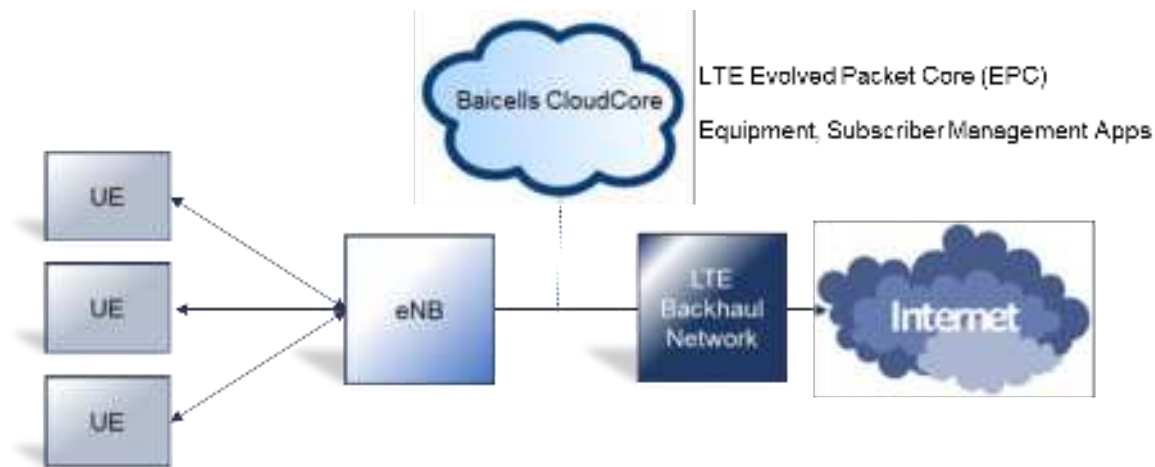 Baicells CloudCore
LTE Evolved Packet Core (EPC)
Equipment, Subscriber Management Apps
UE
UE
UE
eNB
LTE
Backhaul
Network
Internet